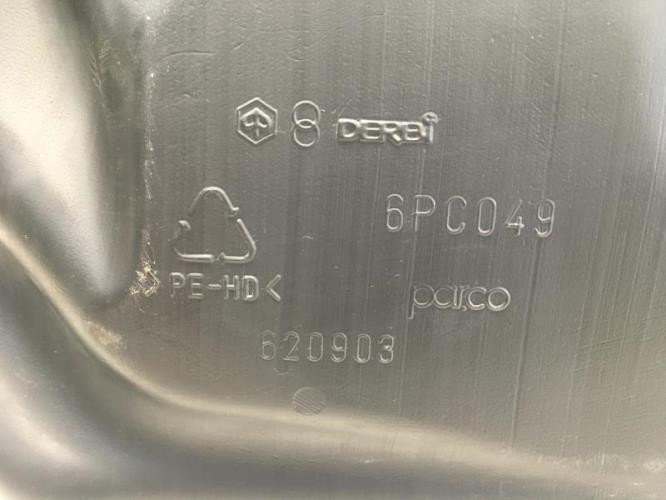 DERBI
6PC049
>PE-HD<
parco
620903